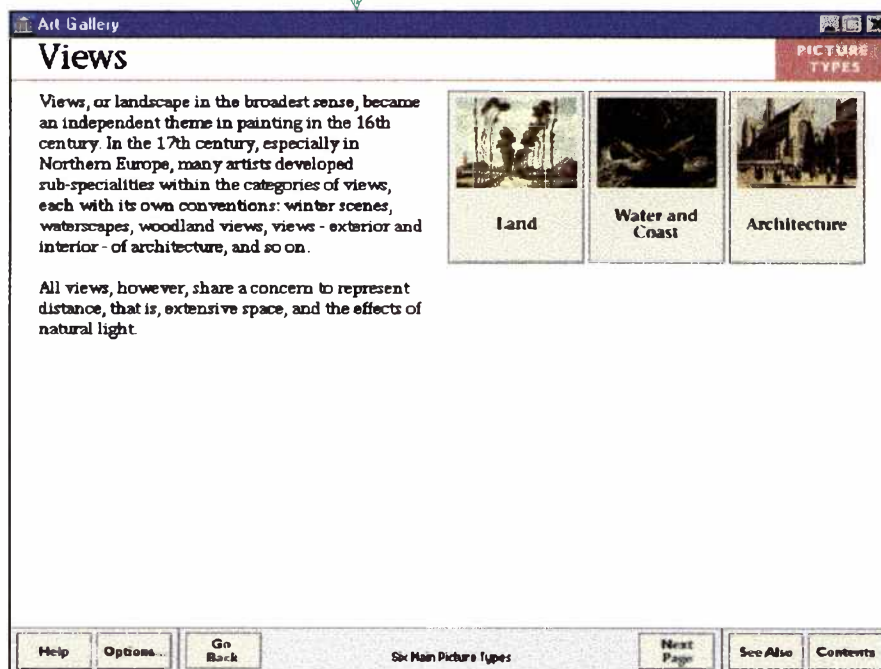 Art Gallery
Views
PICTURE
TYPES
Views, or landscape in the broadest sense, became
an independent theme in painting in the 16th
century. In the 17th century, especially in
Northern Europe, many artists developed
sub-specialities within the categories of views,
each with its own conventions: winter scenes,
waterscapes, woodland views, views - exterior and
interior - of architecture, and so on.
All views, however, share a concern to represent
distance, that is, extensive space, and the effects of
natural light.
Land
Water and
Coast
Architecture
Help
Options...
Go
Back
Six Main Picture Types
Next
Page
See Also
Contents